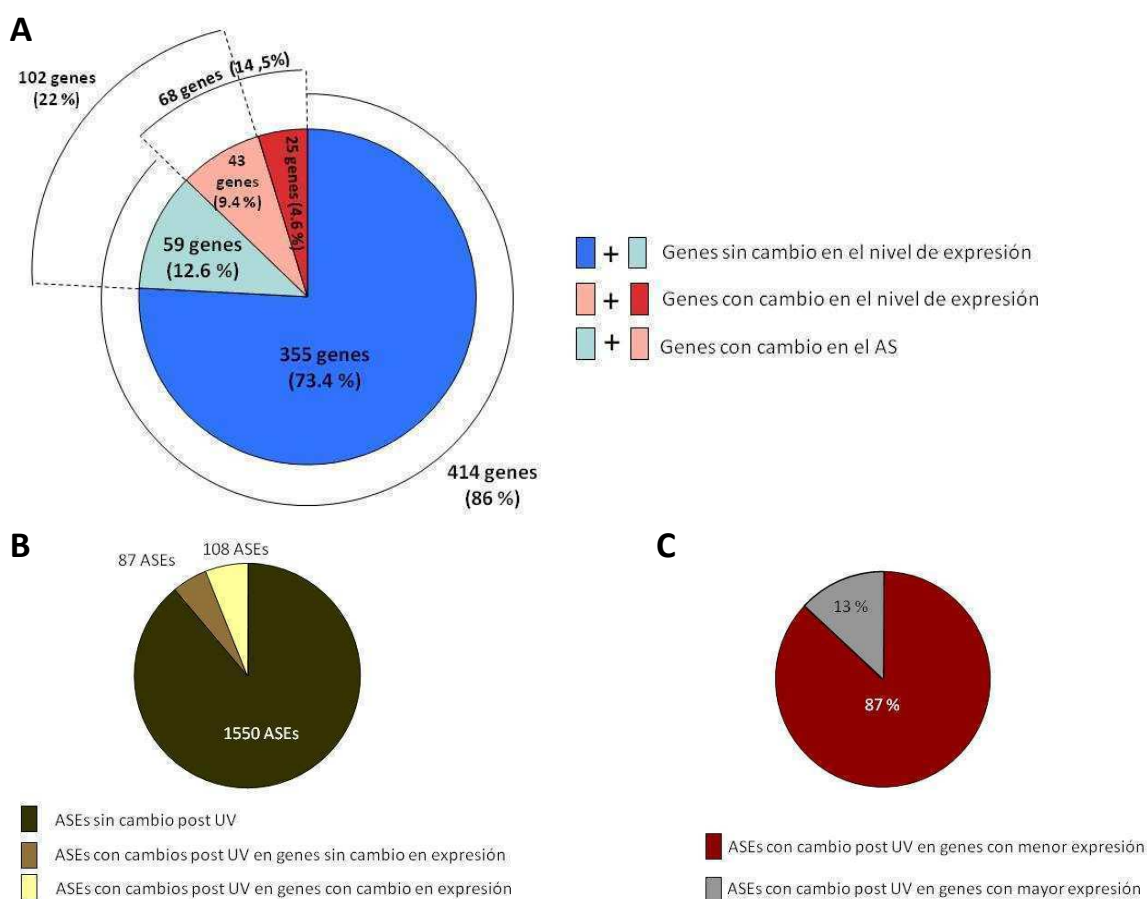 A
102 genes
(22 %)
68 genes (14 ,5%)
43
genes
(9.4 %)
25 genes (4.6 %)
59 genes
(12.6 %)
355 genes
(73.4 %)
414 genes
(86 %)
+ Genes sin cambio en el nivel de expresión
+ Genes con cambio en el nivel de expresión
+ Genes con cambio en el AS
B
87 ASEs
108 ASEs
1550 ASEs
ASEs sin cambio post UV
ASEs con cambios post UV en genes sin cambio en expresión
ASEs con cambios post UV en genes con cambio en expresión
C
13 %
87 %
ASEs con cambio post UV en genes con menor expresión
ASEs con cambio post UV en genes con mayor expresión